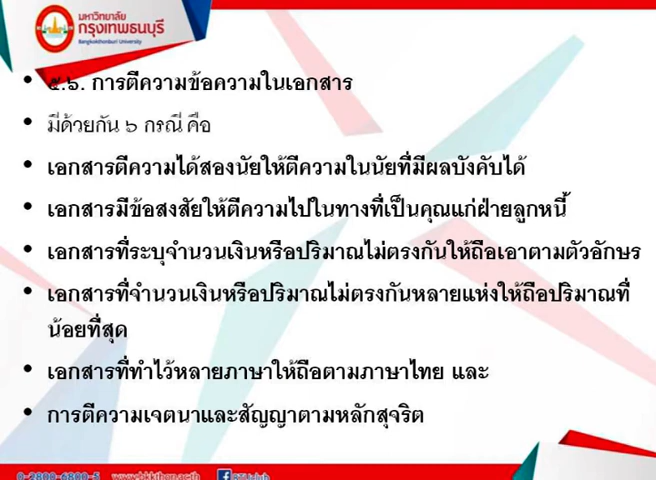 มหาวิทยาลัย
กรุงเทพธนบุรี
Bangkokthonburi University
• ๕.๖. การตีความข้อความในเอกสาร
• มีด้วยกัน ๖ กรณี คือ
• เอกสารตีความได้สองนัยให้ตีความในนัยที่มีผลบังคับได้
• เอกสารมีข้อสงสัยให้ตีความไปในทางที่เป็นคุณแก่ฝ่ายลูกหนี้
• เอกสารที่ระบุจำนวนเงินหรือปริมาณไม่ตรงกันให้ถือเอาตามตัวอักษร
• เอกสารที่จำนวนเงินหรือปริมาณไม่ตรงกันหลายแห่งให้ถือปริมาณที่
น้อยที่สุด
• เอกสารที่ทำไว้หลายภาษาให้ถือตามภาษาไทย และ
• การตีความเจตนาและสัญญาตามหลักสุจริต
0-2800-6800-5 www.bkkthon.ac.th BTUclub